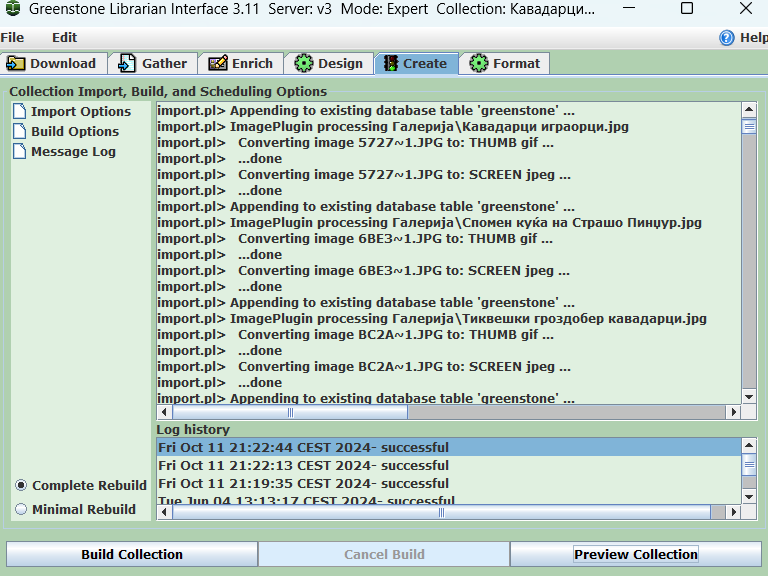 Greenstone Librarian Interface 3.11  Server: v3  Mode: Expert  Collection: Кавадарци...
File Edit Help
Download Gather Enrich Design Create Format
Collection Import, Build, and Scheduling Options
Import Options
Build Options
Message Log
Complete Rebuild
Minimal Rebuild
import.pl> Appending to existing database table 'greenstone' ...
import.pl> ImagePlugin processing Галерија\Кавадарци играорци.jpg
import.pl>   Converting image 5727~1.JPG to: THUMB gif ...
import.pl>   ...done
import.pl>   Converting image 5727~1.JPG to: SCREEN jpeg ...
import.pl>   ...done
import.pl> Appending to existing database table 'greenstone' ...
import.pl> ImagePlugin processing Галерија\Спомен куќа на Страшо Пинџур.jpg
import.pl>   Converting image 6BE3~1.JPG to: THUMB gif ...
import.pl>   ...done
import.pl>   Converting image 6BE3~1.JPG to: SCREEN jpeg ...
import.pl>   ...done
import.pl> Appending to existing database table 'greenstone' ...
import.pl> ImagePlugin processing Галерија\Тиквешки гроздобер кавадарци.jpg
import.pl>   Converting image BC2A~1.JPG to: THUMB gif ...
import.pl>   ...done
import.pl>   Converting image BC2A~1.JPG to: SCREEN jpeg ...
import.pl>   ...done
import.pl> Appending to existing database table 'greenstone' ...
Log history
Fri Oct 11 21:22:44 CEST 2024- successful
Fri Oct 11 21:22:13 CEST 2024- successful
Fri Oct 11 21:19:35 CEST 2024- successful
Tue Jun 04 13:13:17 CEST 2024- successful
Build Collection Cancel Build Preview Collection